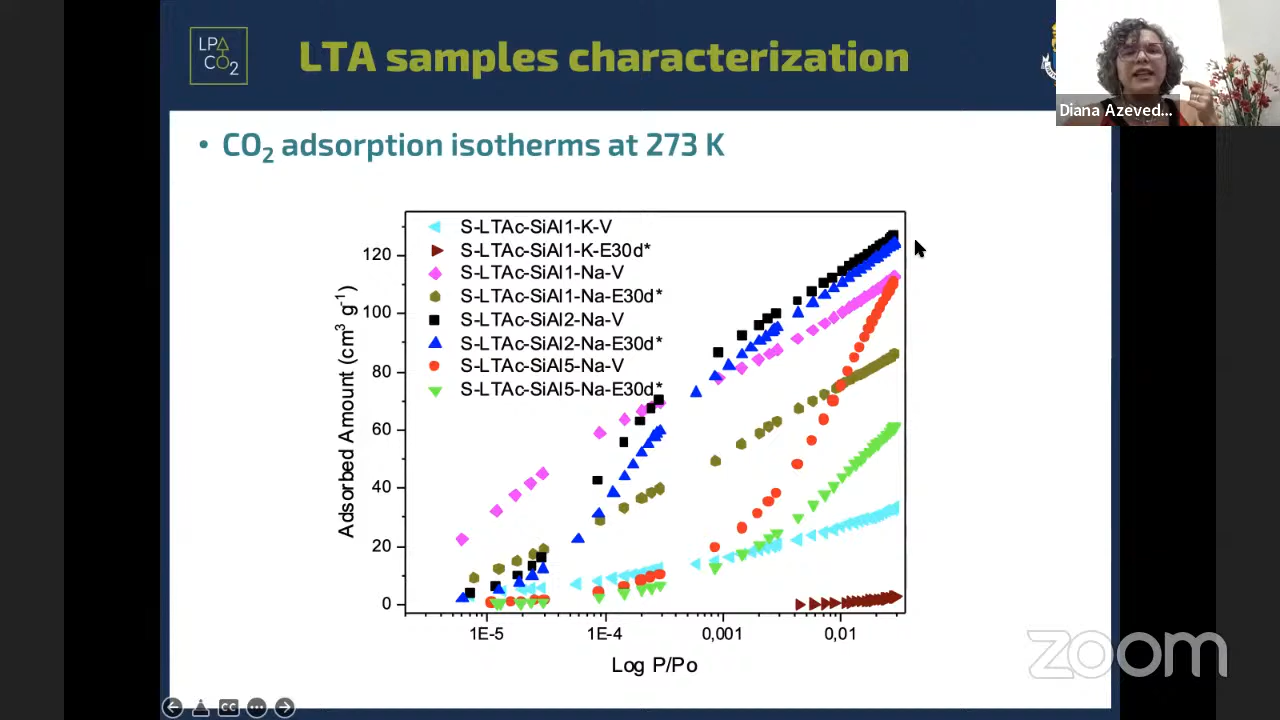 LPA
CO2
LTA samples characterization
Diana Azeved...
• CO2 adsorption isotherms at 273 K
S-LTAc-SiAl1-K-V
S-LTAc-SiAl1-K-E30d*
S-LTAc-SiAl1-Na-V
S-LTAc-SiAl1-Na-E30d*
S-LTAc-SiAl2-Na-V
S-LTAc-SiAl2-Na-E30d*
S-LTAc-SiAl5-Na-V
S-LTAc-SiAl5-Na-E30d*
Adsorbed Amount (cm³ g⁻¹)
120
100
80
60
40
20
0
1E-5 1E-4 0,001 0,01
Log P/Po
zoom
CC